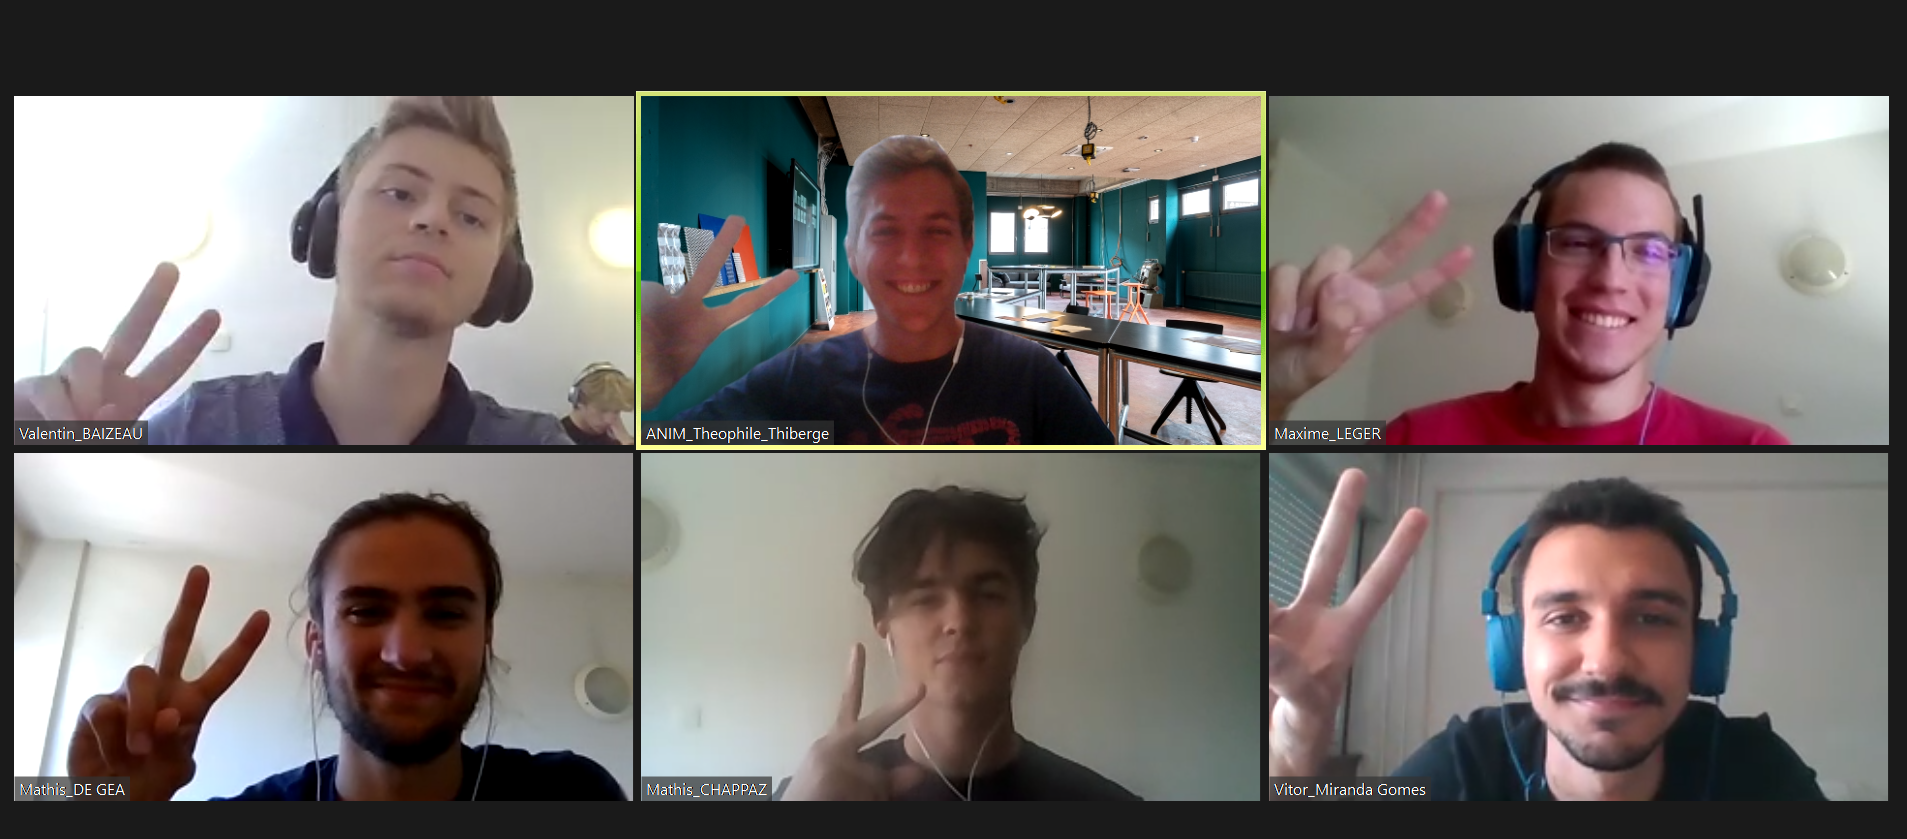 Valentin_BAIZEAU
ANIM_Theophile_Thiberge
Maxime_LEGER
Mathis_DE GEA
Mathis_CHAPPAZ
Vitor_Miranda Gomes